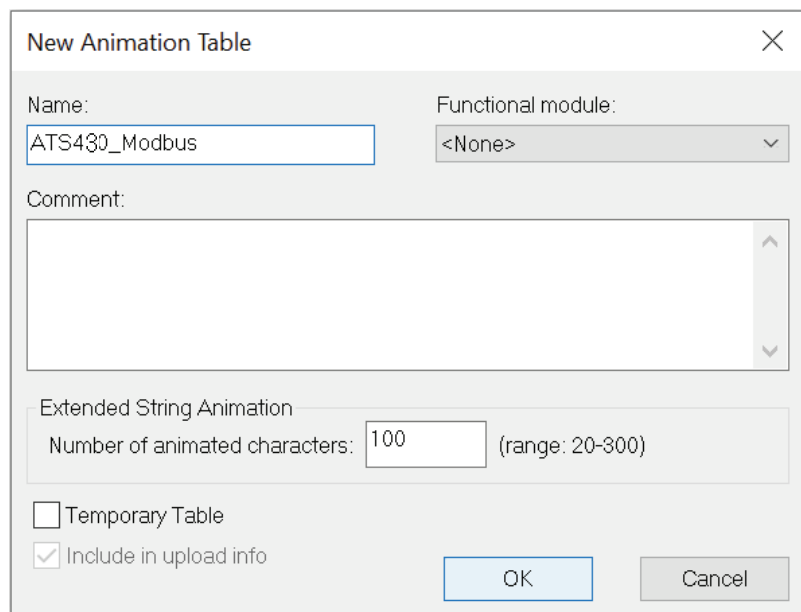 New Animation Table
Name: Functional module:
ATS430_Modbus <None>
Comment:
Extended String Animation
Number of animated characters: 100 (range: 20-300)
Temporary Table
Include in upload info
OK Cancel